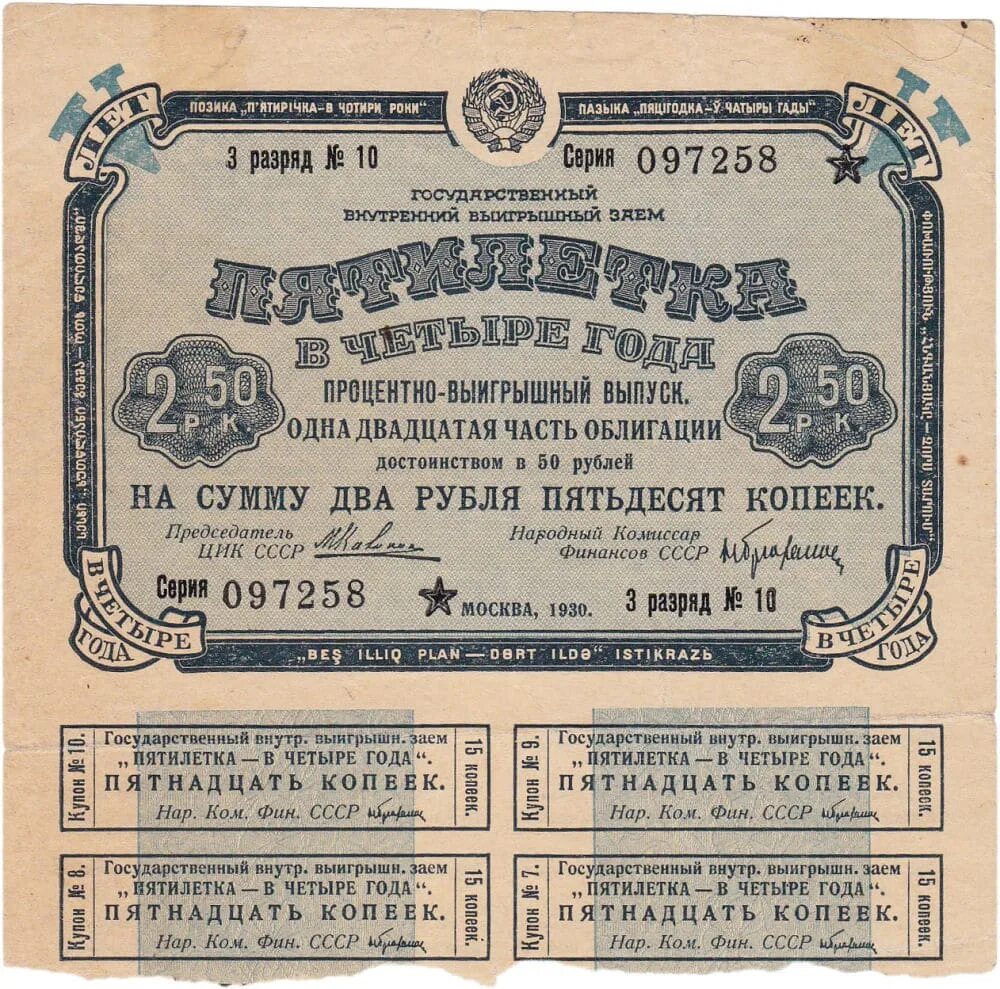 ПОЗИКА „П'ЯТИРІЧКА-В ЧОТИРИ РОКИ“
ПАЗЫКА „ПЯЦІГОДКА-Ў ЧАТЫРЫ ГАДЫ“
ЛЕТ
ЛЕТ
3 разряд № 10
Серия 097258
ГОСУДАРСТВЕННЫЙ
ВНУТРЕННИЙ ВЫИГРЫШНЫЙ ЗАЕМ
ПЯТИЛЕТКА
В ЧЕТЫРЕ ГОДА
2 50
Р. К.
2 50
Р. К.
ПРОЦЕНТНО-ВЫИГРЫШНЫЙ ВЫПУСК.
ОДНА ДВАДЦАТАЯ ЧАСТЬ ОБЛИГАЦИИ
ДОСТОИНСТВОМ В 50 РУБЛЕЙ
НА СУММУ ДВА РУБЛЯ ПЯТЬДЕСЯТ КОПЕЕК.
Председатель
ЦИК СССР
Народный Комиссар
Финансов СССР
Серия 097258
МОСКВА, 1930.
3 разряд № 10
В ЧЕТЫРЕ
ГОДА
В ЧЕТЫРЕ
ГОДА
„BEŞ ILLIQ PLAN — DɵRT ILDƏ“ ISTIKRAZЬ
Купон № 10.
Государственный внутр. выигрышн. заем
„ПЯТИЛЕТКА — В ЧЕТЫРЕ ГОДА“.
ПЯТНАДЦАТЬ КОПЕЕК.
Нар. Ком. Фин. СССР
15 копеек.
Купон № 9.
Государственный внутр. выигрышн. заем
„ПЯТИЛЕТКА — В ЧЕТЫРЕ ГОДА“.
ПЯТНАДЦАТЬ КОПЕЕК.
Нар. Ком. Фин. СССР
15 копеек.
Купон № 8.
Государственный внутр. выигрышн. заем
„ПЯТИЛЕТКА — В ЧЕТЫРЕ ГОДА“.
ПЯТНАДЦАТЬ КОПЕЕК.
Нар. Ком. Фин. СССР
15 копеек.
Купон № 7.
Государственный внутр. выигрышн. заем
„ПЯТИЛЕТКА — В ЧЕТЫРЕ ГОДА“.
ПЯТНАДЦАТЬ КОПЕЕК.
Нар. Ком. Фин. СССР
15 копеек.